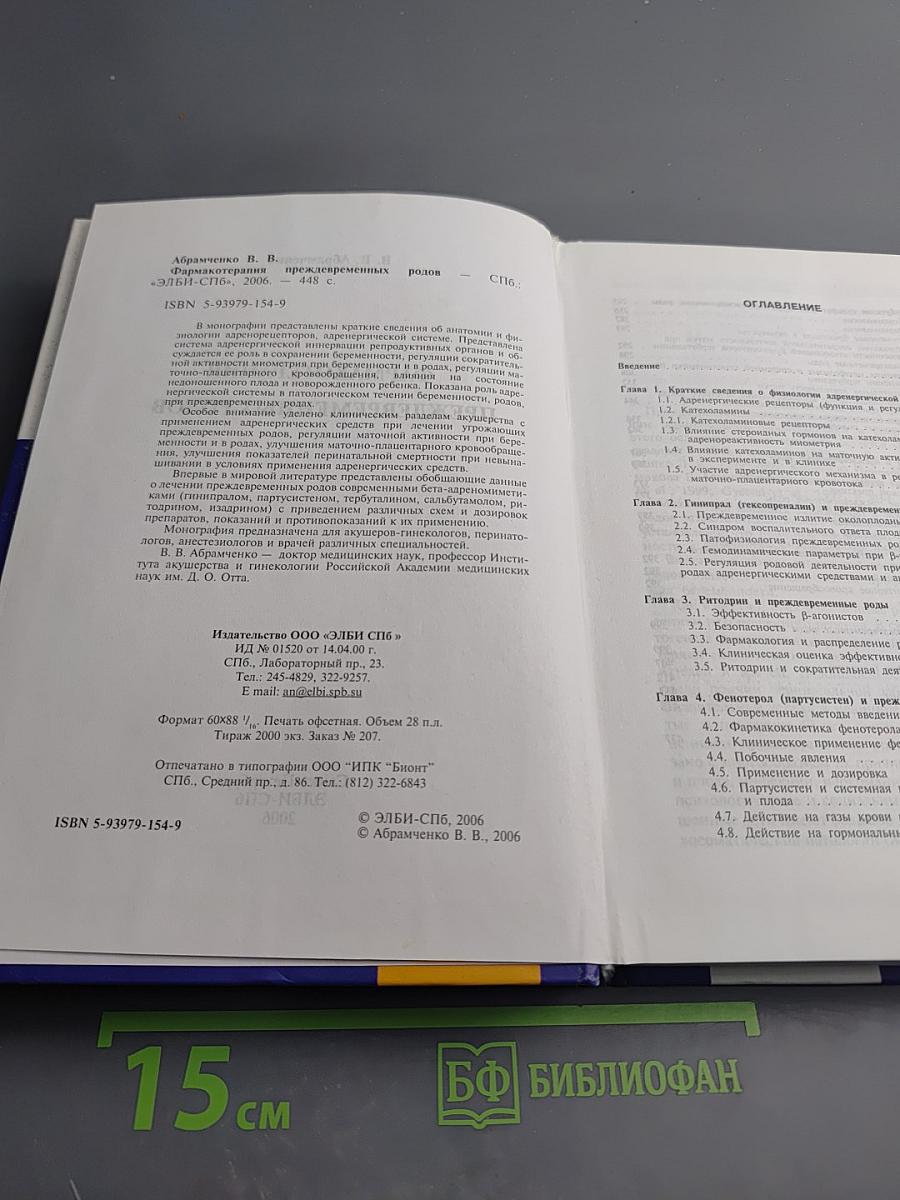 Абрамченко В. В.
Фармакотерапия преждевременных родов — СПб.:
«ЭЛБИ-СПб», 2006. — 448 с.
ISBN 5-93979-154-9
В монографии представлены краткие сведения об анатомии и фи-
зиологии адренорецепторов, адренергической системе. Представлена
система адренергической иннервации репродуктивных органов и об-
суждается ее роль в сохранении беременности, регуляции сократитель-
ной активности миометрия при беременности и в родах, регуляции ма-
точно-плацентарного кровообращения, влияния на состояние
недоношенного плода и новорожденного ребенка. Показана роль адре-
нергической системы в патологическом течении беременности, родов,
при преждевременных родах.
Особое внимание уделено клиническим разделам акушерства с
применением адренергических средств при лечении угрожающих
преждевременных родов, регуляции маточной активности при бере-
менности и в родах, улучшения маточно-плацентарного кровообраще-
ния, улучшения показателей перинатальной смертности при невына-
шивании в условиях применения адренергических средств.
Впервые в мировой литературе представлены обобщающие данные
о лечении преждевременных родов современными бета-адреномимети-
ками (гинипралом, партусистеном, тербуталином, сальбутамолом, ри-
тодрином, изадрином) с приведением различных схем и дозировок
препаратов, показаний и противопоказаний к их применению.
Монография предназначена для акушеров-гинекологов, перинато-
логов, анестезиологов и врачей различных специальностей.
В. В. Абрамченко — доктор медицинских наук, профессор Инсти-
тута акушерства и гинекологии Российской Академии медицинских
наук им. Д. О. Отта.
Издательство ООО «ЭЛБИ СПб »
ИД № 01520 от 14.04.00 г.
СПб., Лабораторный пр., 23.
Тел.: 245-4829, 322-9257.
E mail: an@elbi.spb.su
Формат 60×88 1/16. Печать офсетная. Объем 28 п.л.
Тираж 2000 экз. Заказ № 207.
Отпечатано в типографии ООО “ИПК “Бионт”
СПб., Средний пр., д. 86. Тел.: (812) 322-6843
ISBN 5-93979-154-9
© ЭЛБИ-СПб, 2006
© Абрамченко В. В., 2006
ОГЛАВЛЕНИЕ
Введение
Глава 1. Краткие сведения о физиологии адренергической
1.1. Адренергические рецепторы (функция и
1.2. Катехоламины
1.2.1. Катехоламиновые рецепторы
1.3. Влияние стероидных гормонов на
адренореактивность миометрия
1.4. Влияние катехоламинов на маточную
в эксперименте и в клинике
1.5. Участие адренергического механизма в
маточно-плацентарного кровотока
Глава 2. Гинипрал (гексопреналин) и
2.1. Преждевременное излитие
2.2. Синдром воспалительного ответа
2.3. Патофизиология преждевременных
2.4. Гемодинамические параметры при β-
2.5. Регуляция родовой деятельности
родах адренергическими средствами и
Глава 3. Ритодрин и преждевременные роды
3.1. Эффективность β-агонистов
3.2. Безопасность
3.3. Фармакология и распределение
3.4. Клиническая оценка
3.5. Ритодрин и сократительная
Глава 4. Фенотерол (партусистен) и
4.1. Современные методы
4.2. Фармакокинетика фенотерола
4.3. Клиническое применение
4.4. Побочные явления
4.5. Применение и дозировка
4.6. Партусистен и системная
и плода
4.7. Действие на газы крови
4.8. Действие на
15 см
БФ БИБЛИОФАН